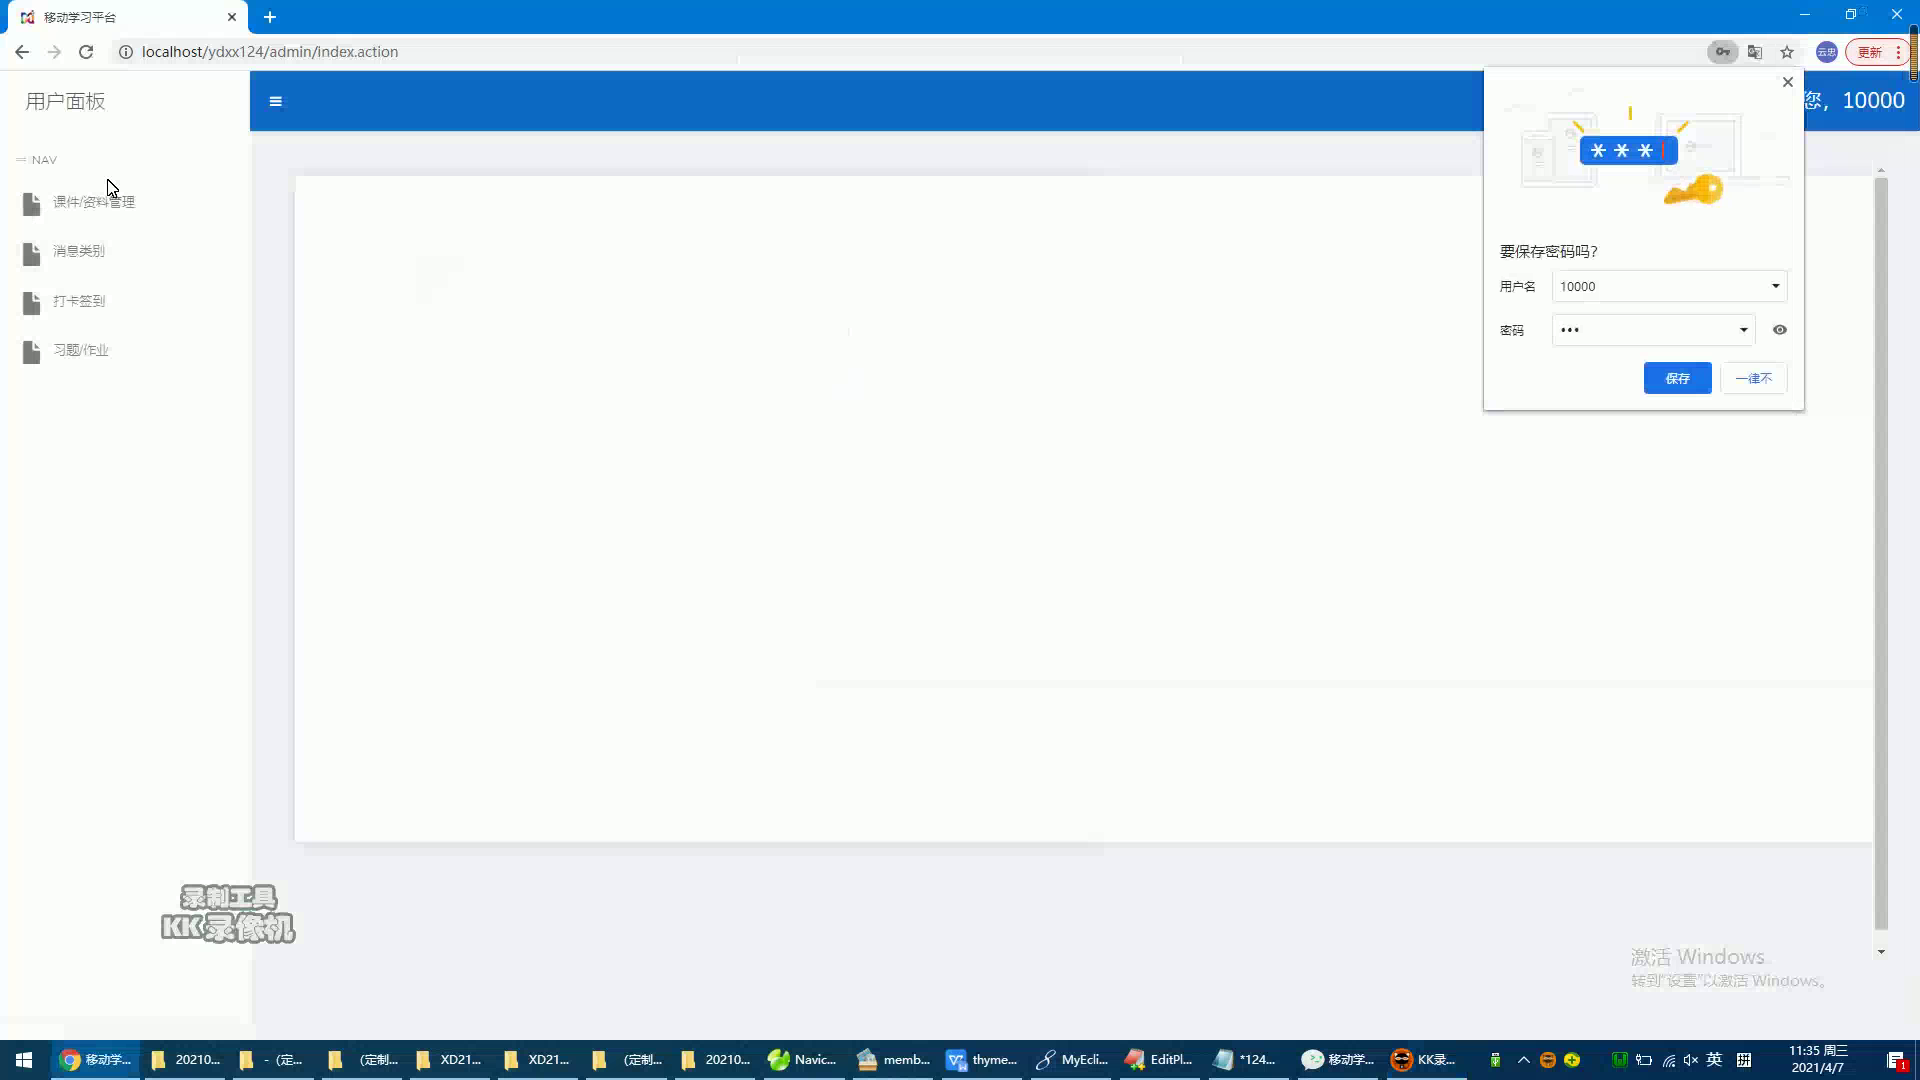 移动学习平台
localhost/ydxx124/admin/index.action
云忠
更新
用户面板
您，10000
NAV
课件/资料管理
消息类别
打卡签到
习题/作业
***
要保存密码吗?
用户名
10000
密码
•••
保存
一律不
录制工具
KK录像机
激活 Windows
转到"设置"以激活 Windows。
移动学...
20210...
- (定...
(定制...
XD21...
XD21...
(定制...
20210...
Navic...
memb...
thyme...
MyEcli...
EditPl...
*124...
移动学...
KK录...
英
拼
11:35 周三
2021/4/7
1